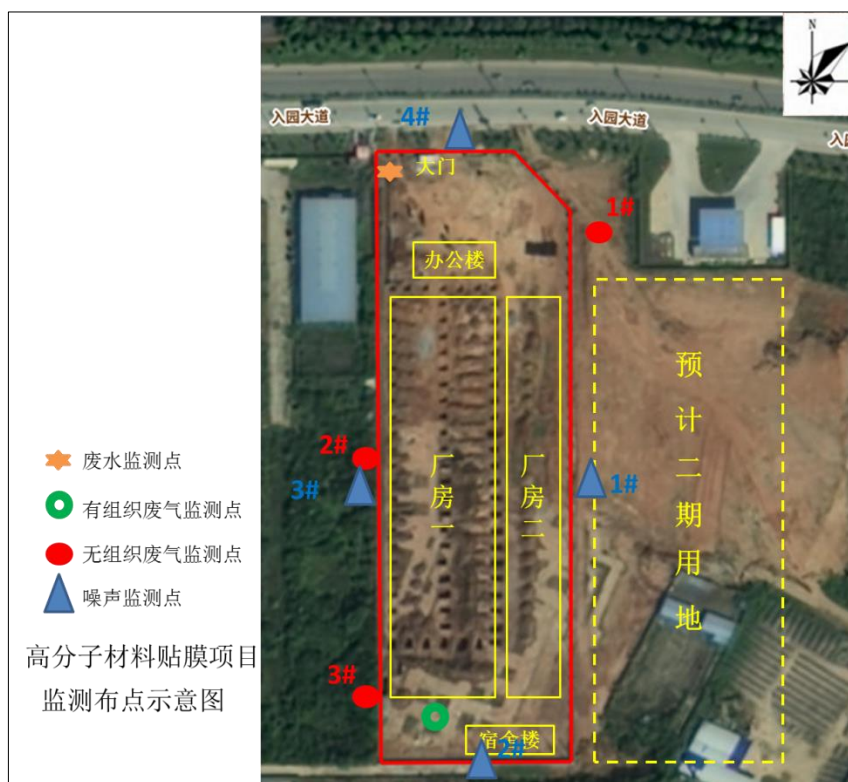 N
入园大道
4#
入园大道
入园
大门
1#
办公楼
预计二期用地
2#
3#
厂房一
厂房二
1#
废水监测点
有组织废气监测点
无组织废气监测点
噪声监测点
高分子材料贴膜项目
监测布点示意图
3#
宿舍楼
2#